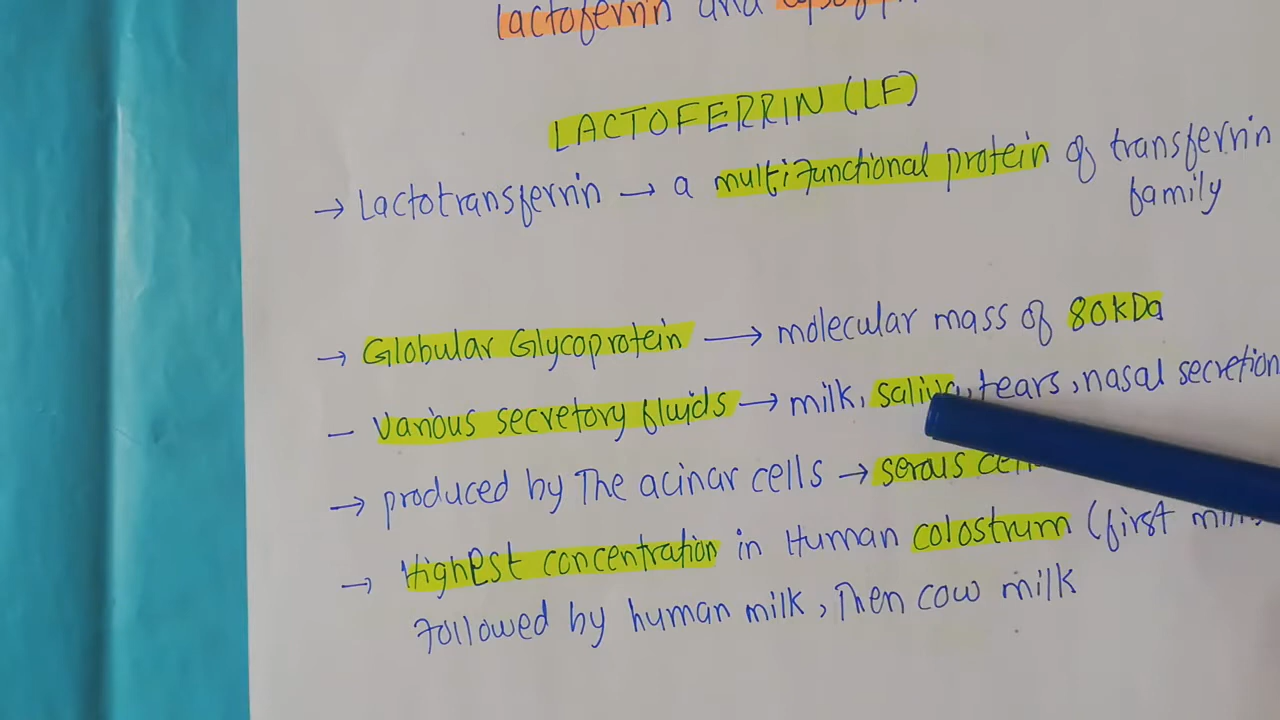 lactoferrin and
LACTOFERRIN (LF)
→ Lactotransferrin → a multifunctional protein of transferrin
family
→ Globular Glycoprotein → molecular mass of 80kDa
- various secretory fluids → milk, saliva, tears, nasal secretion
→ produced by The acinar cells → serous
→ Highest concentration in Human colostrum (first
followed by human milk, Then cow milk